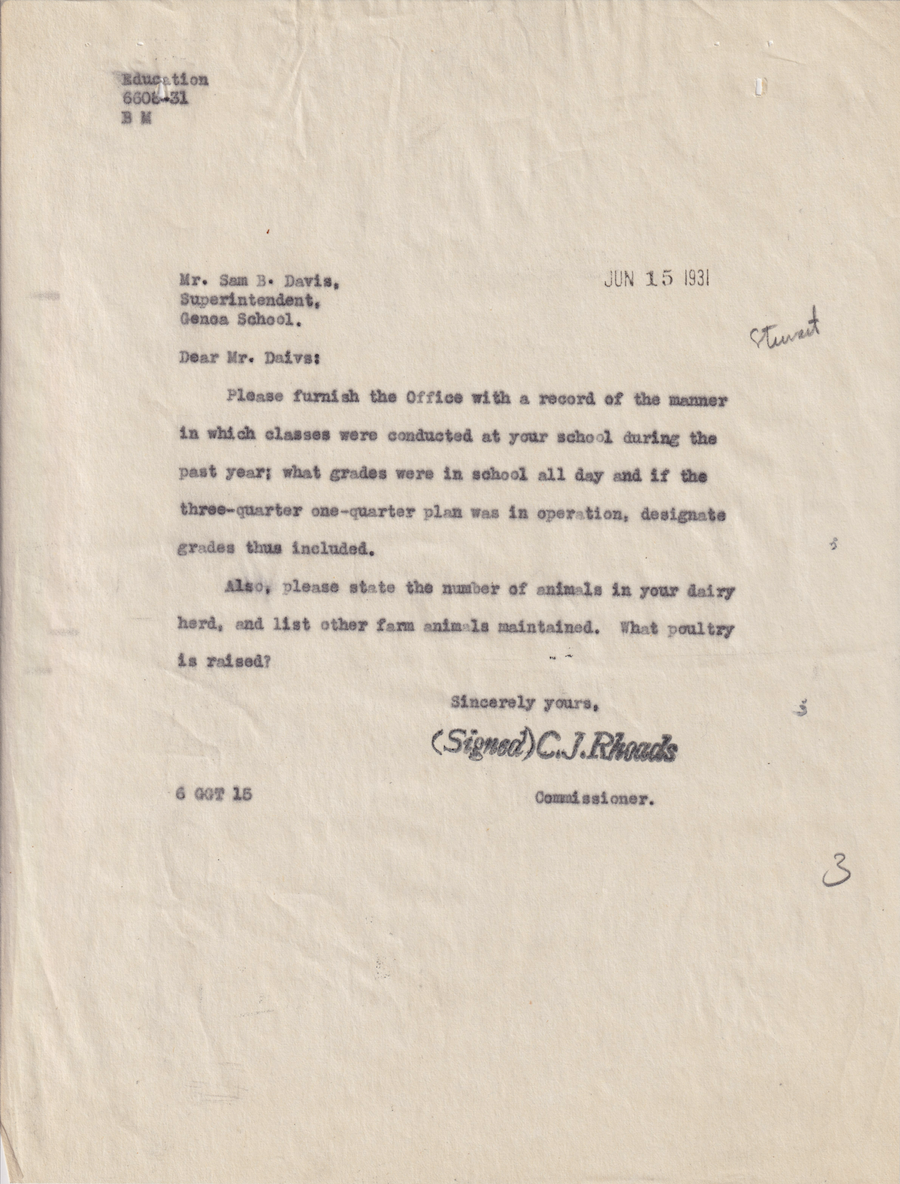 Education
6608-31
B M
Mr. Sam B. Davis,
Superintendent,
Genoa School.
JUN 15 1931
Stewart
Dear Mr. Daivs:
Please furnish the Office with a record of the manner
in which classes were conducted at your school during the
past year; what grades were in school all day and if the
three-quarter one-quarter plan was in operation, designate
grades thus included.
Also, please state the number of animals in your dairy
herd, and list other farm animals maintained. What poultry
is raised?
Sincerely yours,
(Signed) C. J. Rhoads
6 GGT 15
Commissioner.
3